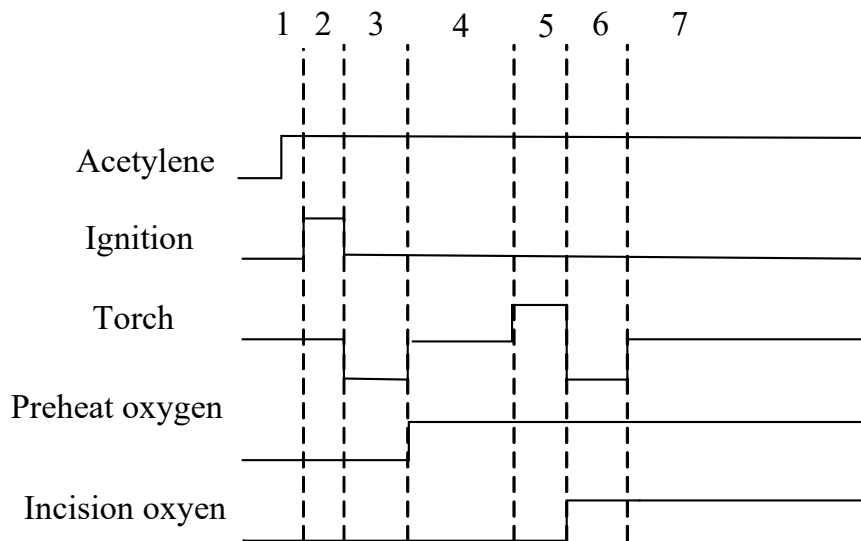 1 2 3 4 5 6 7
Acetylene
Ignition
Torch
Preheat oxygen
Incision oxyen